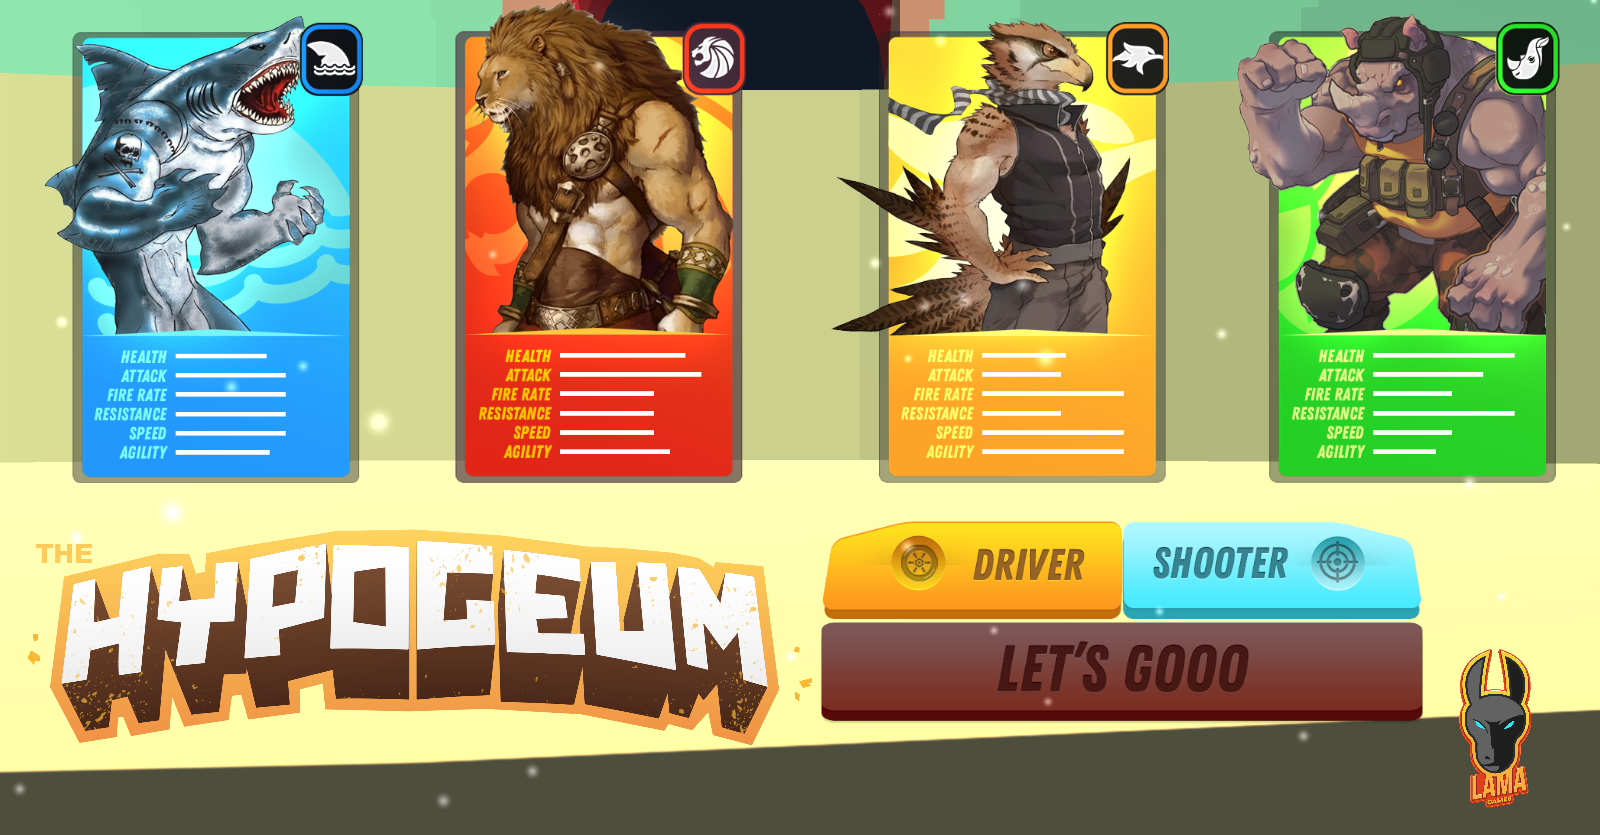 HEALTH
ATTACK
FIRE RATE
RESISTANCE
SPEED
AGILITY
HEALTH
ATTACK
FIRE RATE
RESISTANCE
SPEED
AGILITY
HEALTH
ATTACK
FIRE RATE
RESISTANCE
SPEED
AGILITY
HEALTH
ATTACK
FIRE RATE
RESISTANCE
SPEED
AGILITY
THE
HYPOGEUM
DRIVER
SHOOTER
LET'S GOOO
LAMA
GAMES